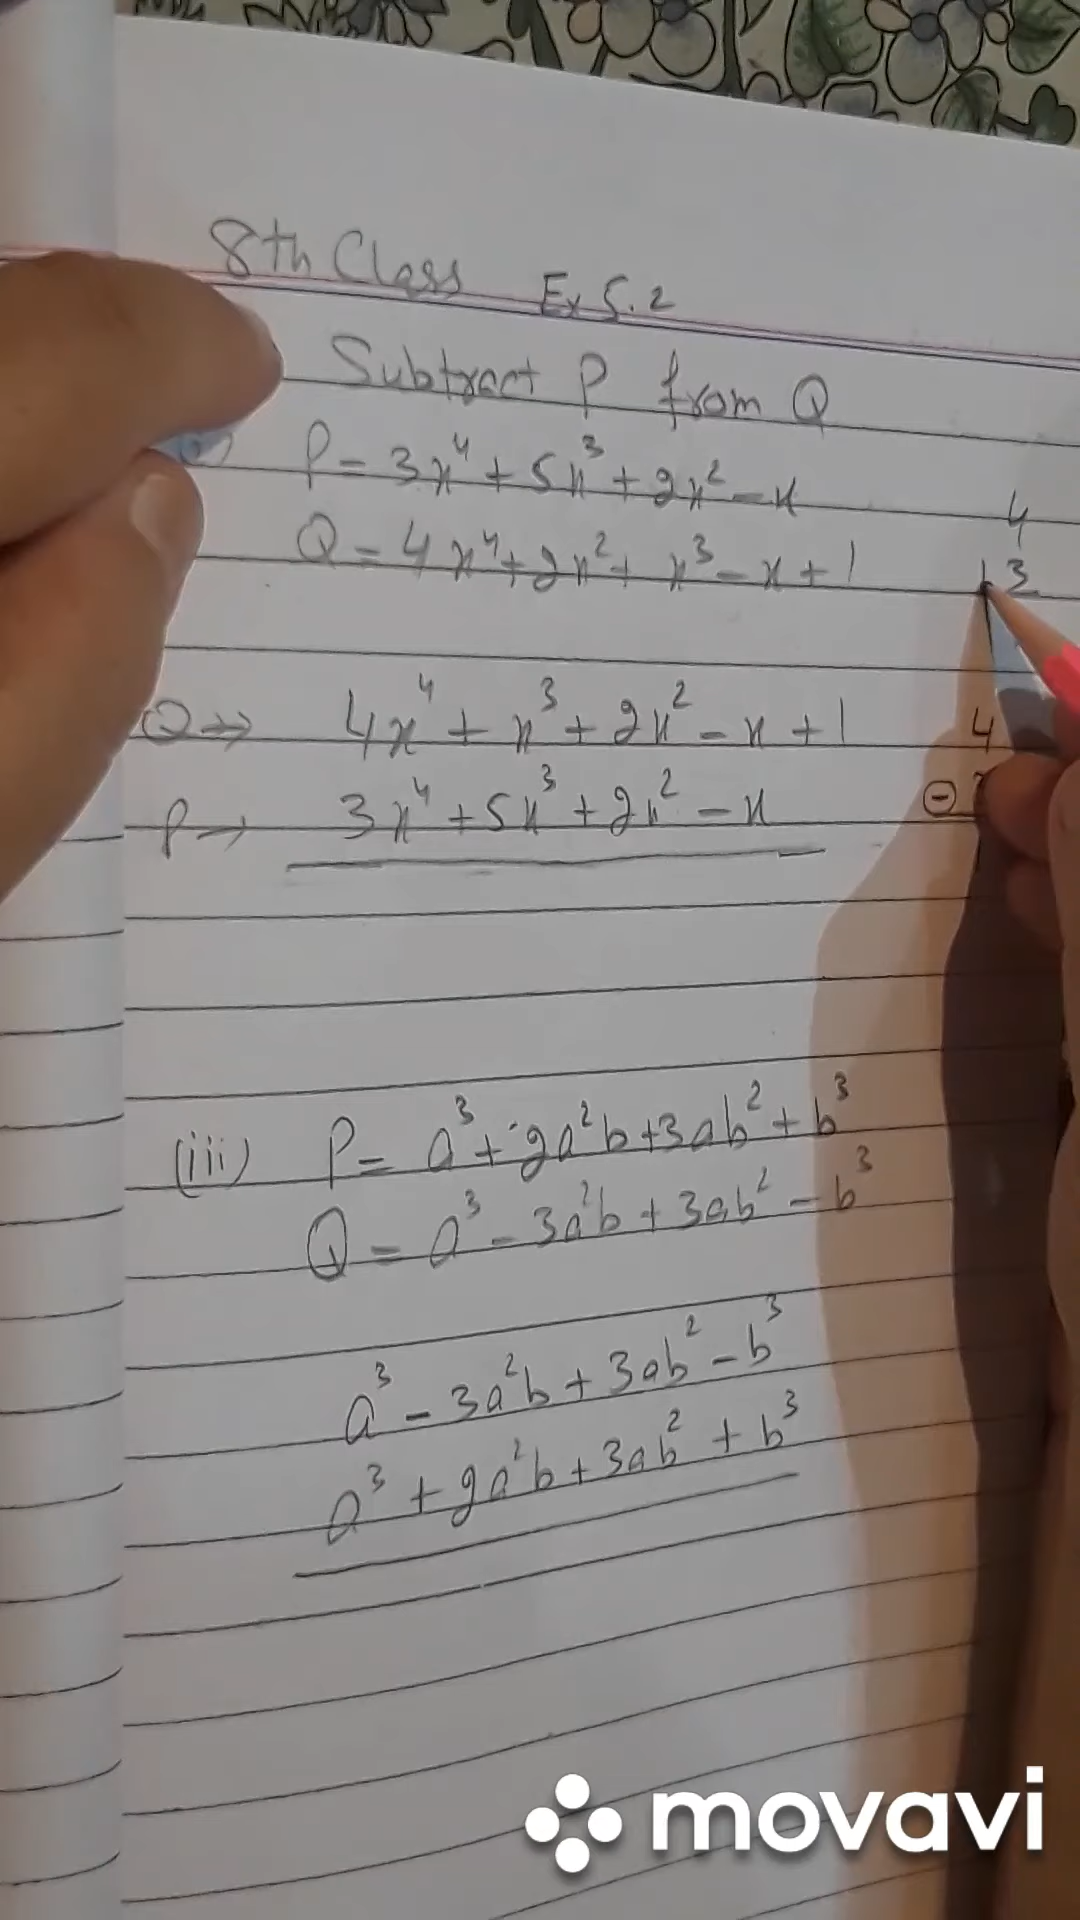 8th Class Ex 5.2
Subtract P from Q
P = 3x⁴ + 5x³ + 2x² - x
Q = 4x⁴ + 2x² + x³ - x + 1
4
13
Q → 4x⁴ + x³ + 2x² - x + 1
P → 3x⁴ + 5x³ + 2x² - x
4
⊖
(iii) P = a³ + 2a²b + 3ab² + b³
Q = a³ - 3a²b + 3ab² - b³
a³ - 3a²b + 3ab² - b³
a³ + 2a²b + 3ab² + b³
movavi